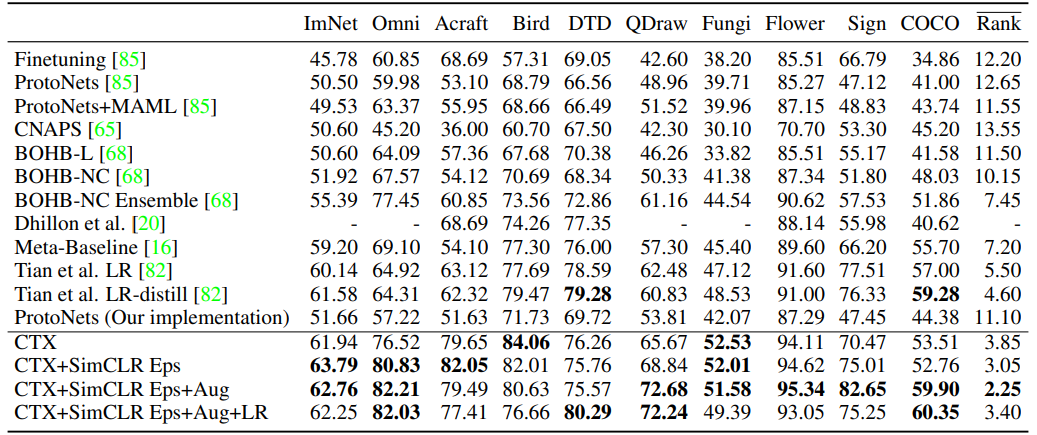 ImNet Omni Acraft Bird DTD QDraw Fungi Flower Sign COCO Rank
Finetuning [85] 45.78 60.85 68.69 57.31 69.05 42.60 38.20 85.51 66.79 34.86 12.20
ProtoNets [85] 50.50 59.98 53.10 68.79 66.56 48.96 39.71 85.27 47.12 41.00 12.65
ProtoNets+MAML [85] 49.53 63.37 55.95 68.66 66.49 51.52 39.96 87.15 48.83 43.74 11.55
CNAPS [65] 50.60 45.20 36.00 60.70 67.50 42.30 30.10 70.70 53.30 45.20 13.55
BOHB-L [68] 50.60 64.09 57.36 67.68 70.38 46.26 33.82 85.51 55.17 41.58 11.50
BOHB-NC [68] 51.92 67.57 54.12 70.69 68.34 50.33 41.38 87.34 51.80 48.03 10.15
BOHB-NC Ensemble [68] 55.39 77.45 60.85 73.56 72.86 61.16 44.54 90.62 57.53 51.86 7.45
Dhillon et al. [20] - - 68.69 74.26 77.35 - - 88.14 55.98 40.62 -
Meta-Baseline [16] 59.20 69.10 54.10 77.30 76.00 57.30 45.40 89.60 66.20 55.70 7.20
Tian et al. LR [82] 60.14 64.92 63.12 77.69 78.59 62.48 47.12 91.60 77.51 57.00 5.50
Tian et al. LR-distill [82] 61.58 64.31 62.32 79.47 79.28 60.83 48.53 91.00 76.33 59.28 4.60
ProtoNets (Our implementation) 51.66 57.22 51.63 71.73 69.72 53.81 42.07 87.29 47.45 44.38 11.10
CTX 61.94 76.52 79.65 84.06 76.26 65.67 52.53 94.11 70.47 53.51 3.85
CTX+SimCLR Eps 63.79 80.83 82.05 82.01 75.76 68.84 52.01 94.62 75.01 52.76 3.05
CTX+SimCLR Eps+Aug 62.76 82.21 79.49 80.63 75.57 72.68 51.58 95.34 82.65 59.90 2.25
CTX+SimCLR Eps+Aug+LR 62.25 82.03 77.41 76.66 80.29 72.24 49.39 93.05 75.25 60.35 3.40